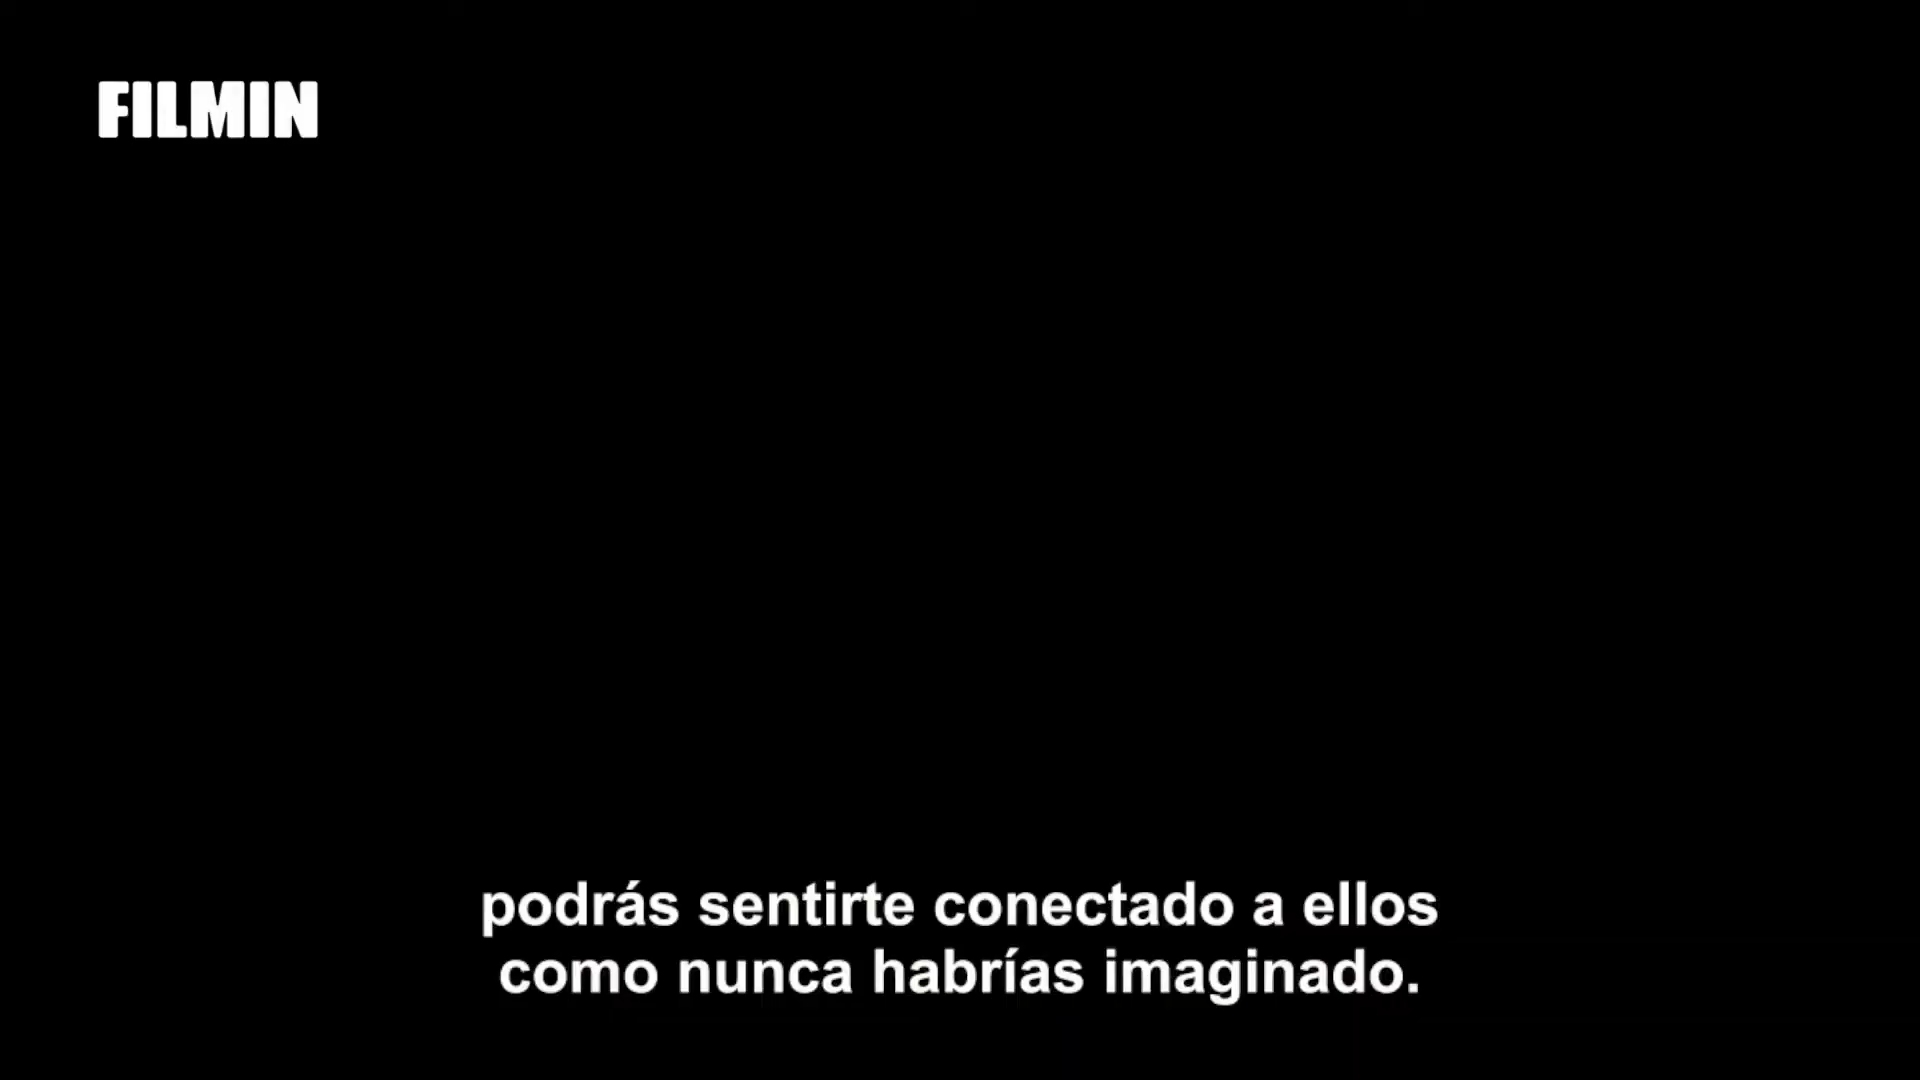 FILMIN
podrás sentirte conectado a ellos
como nunca habrías imaginado.